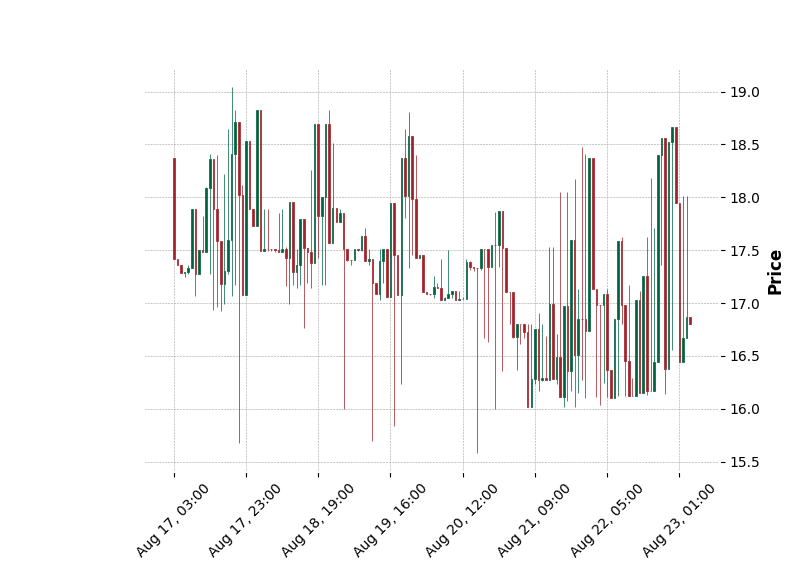 19.0
18.5
18.0
17.5
17.0
16.5
16.0
15.5
Price
Aug 17, 03:00
Aug 17, 23:00
Aug 18, 19:00
Aug 19, 16:00
Aug 20, 12:00
Aug 21, 09:00
Aug 22, 05:00
Aug 23, 01:00